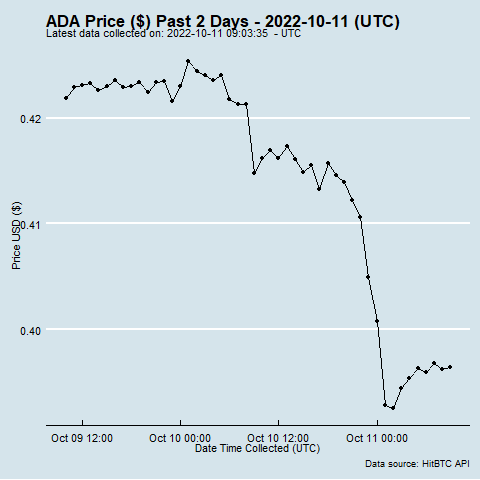 ADA Price ($) Past 2 Days - 2022-10-11 (UTC)
Latest data collected on: 2022-10-11 09:03:35 - UTC
Price USD ($)
0.42
0.41
0.40
Oct 09 12:00
Oct 10 00:00
Oct 10 12:00
Oct 11 00:00
Date Time Collected (UTC)
Data source: HitBTC API